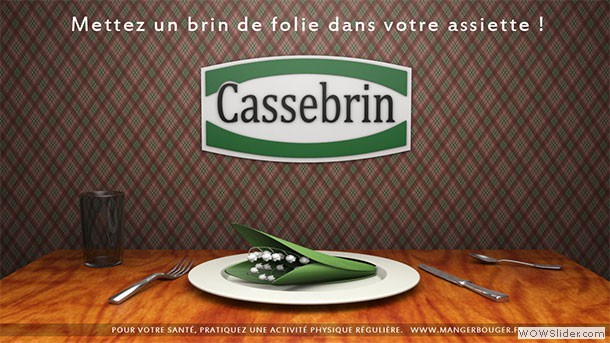 Mettez un brin de folie dans votre assiette !
Cassebrin
POUR VOTRE SANTÉ, PRATIQUEZ UNE ACTIVITÉ PHYSIQUE RÉGULIÈRE. WWW.MANGERBOUGER.F
WOWSlider.com